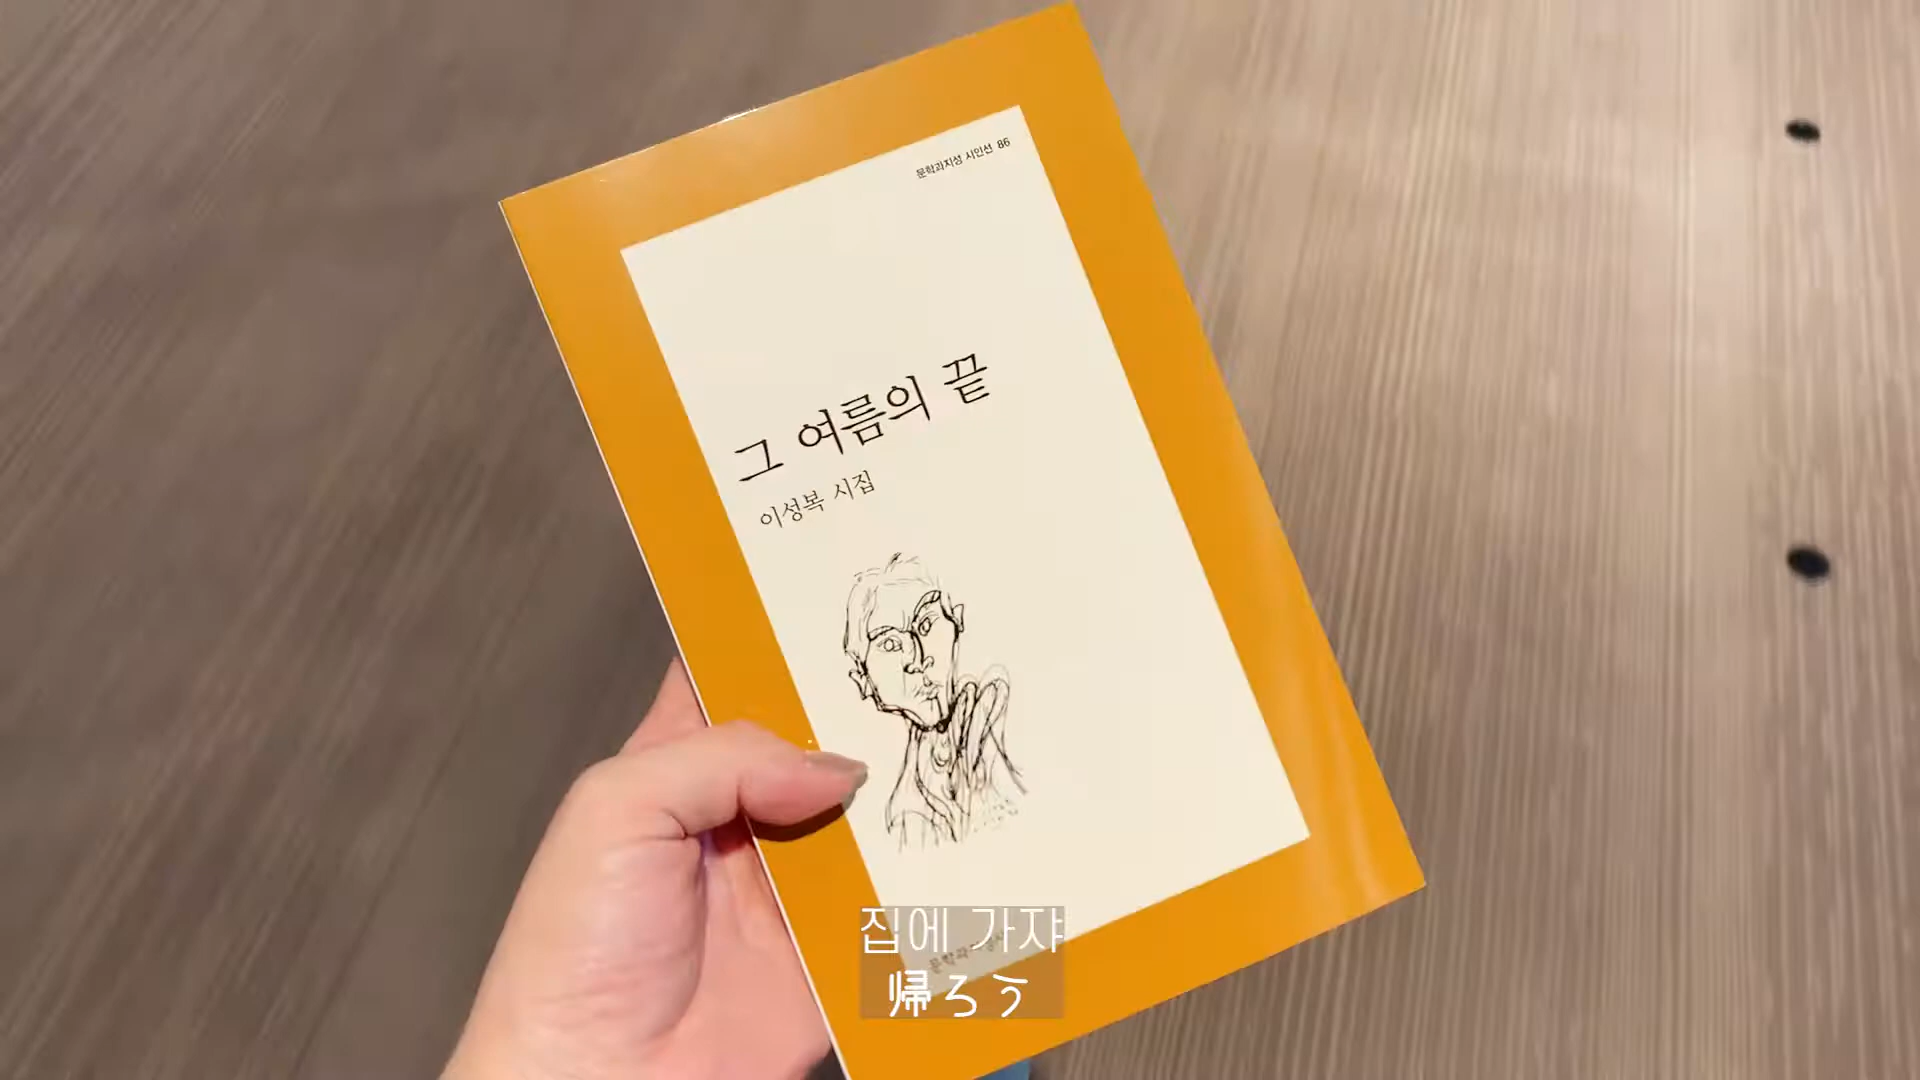 문학과지성 시인선 86
그 여름의 끝
이성복 시집
집에 가쟈
帰ろう